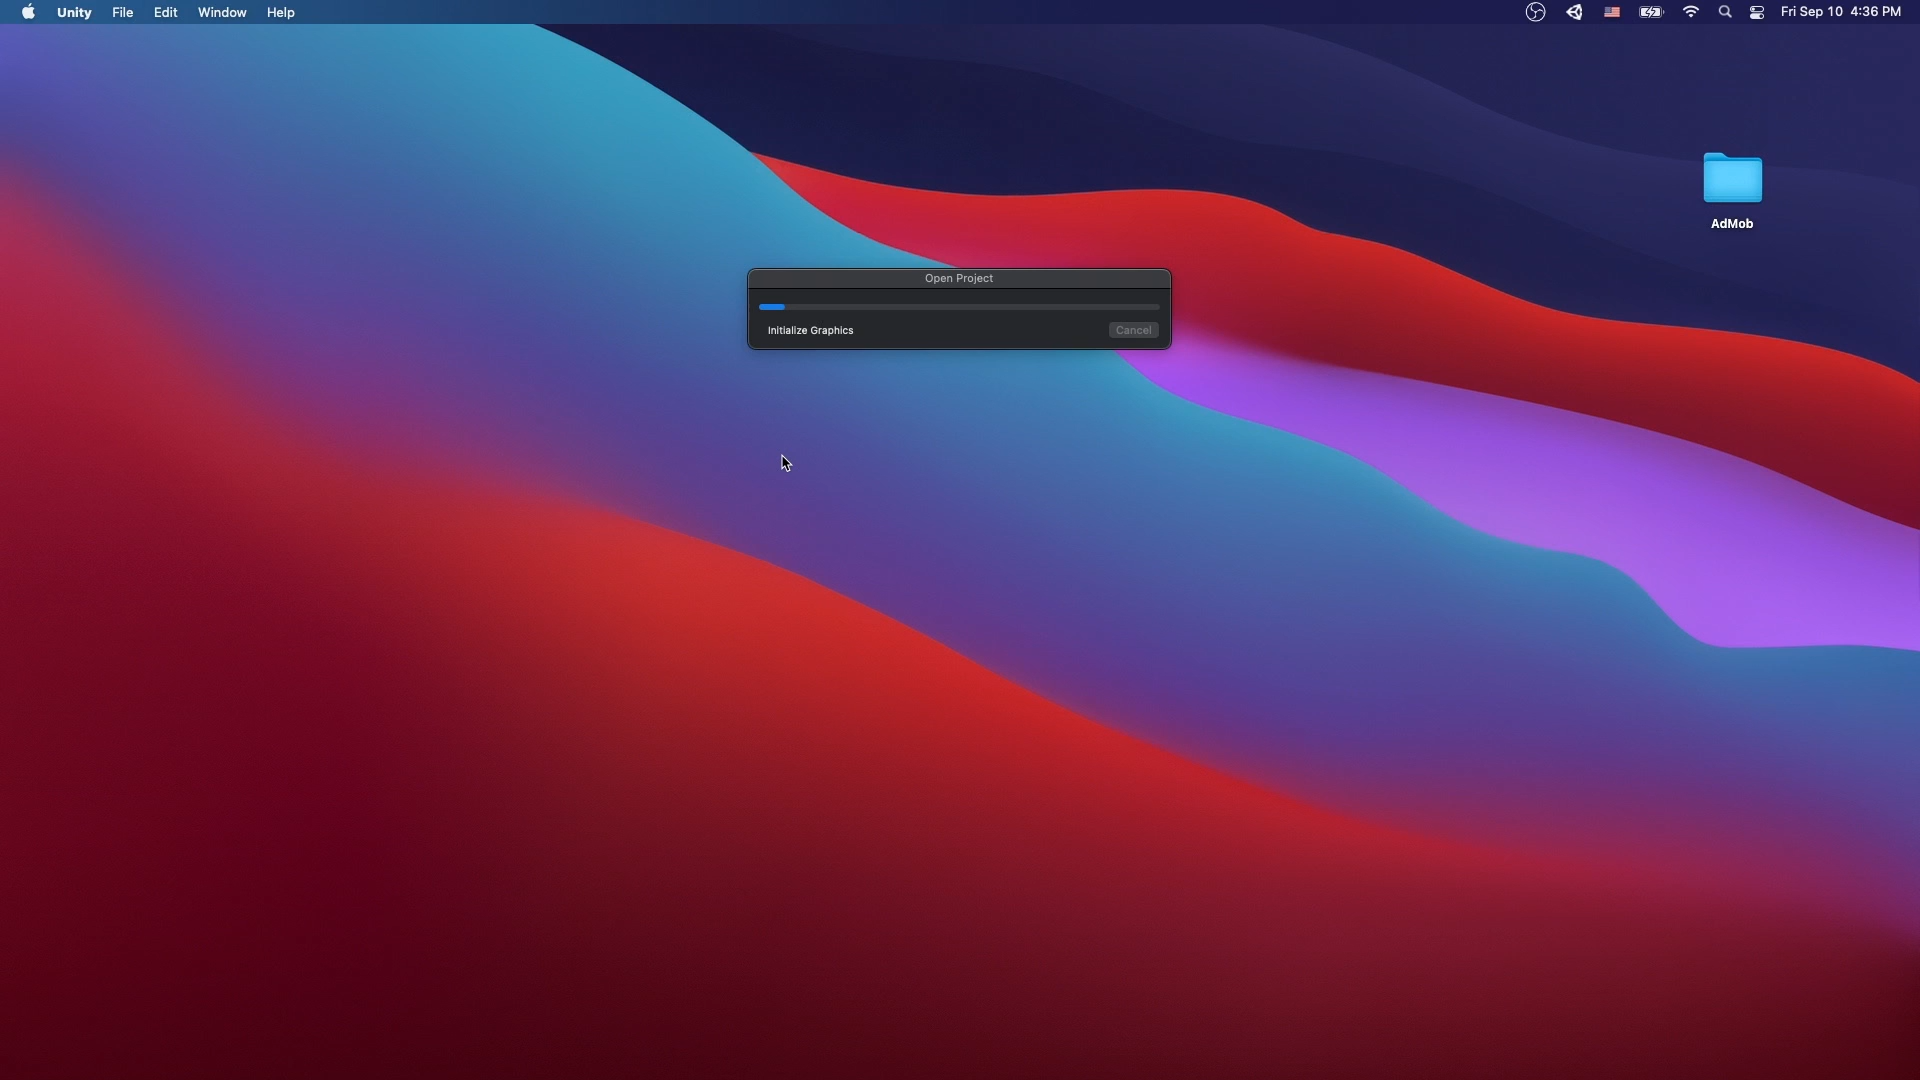 Unity File Edit Window Help Fri Sep 10 4:36 PM
AdMob
Open Project
Initialize Graphics Cancel